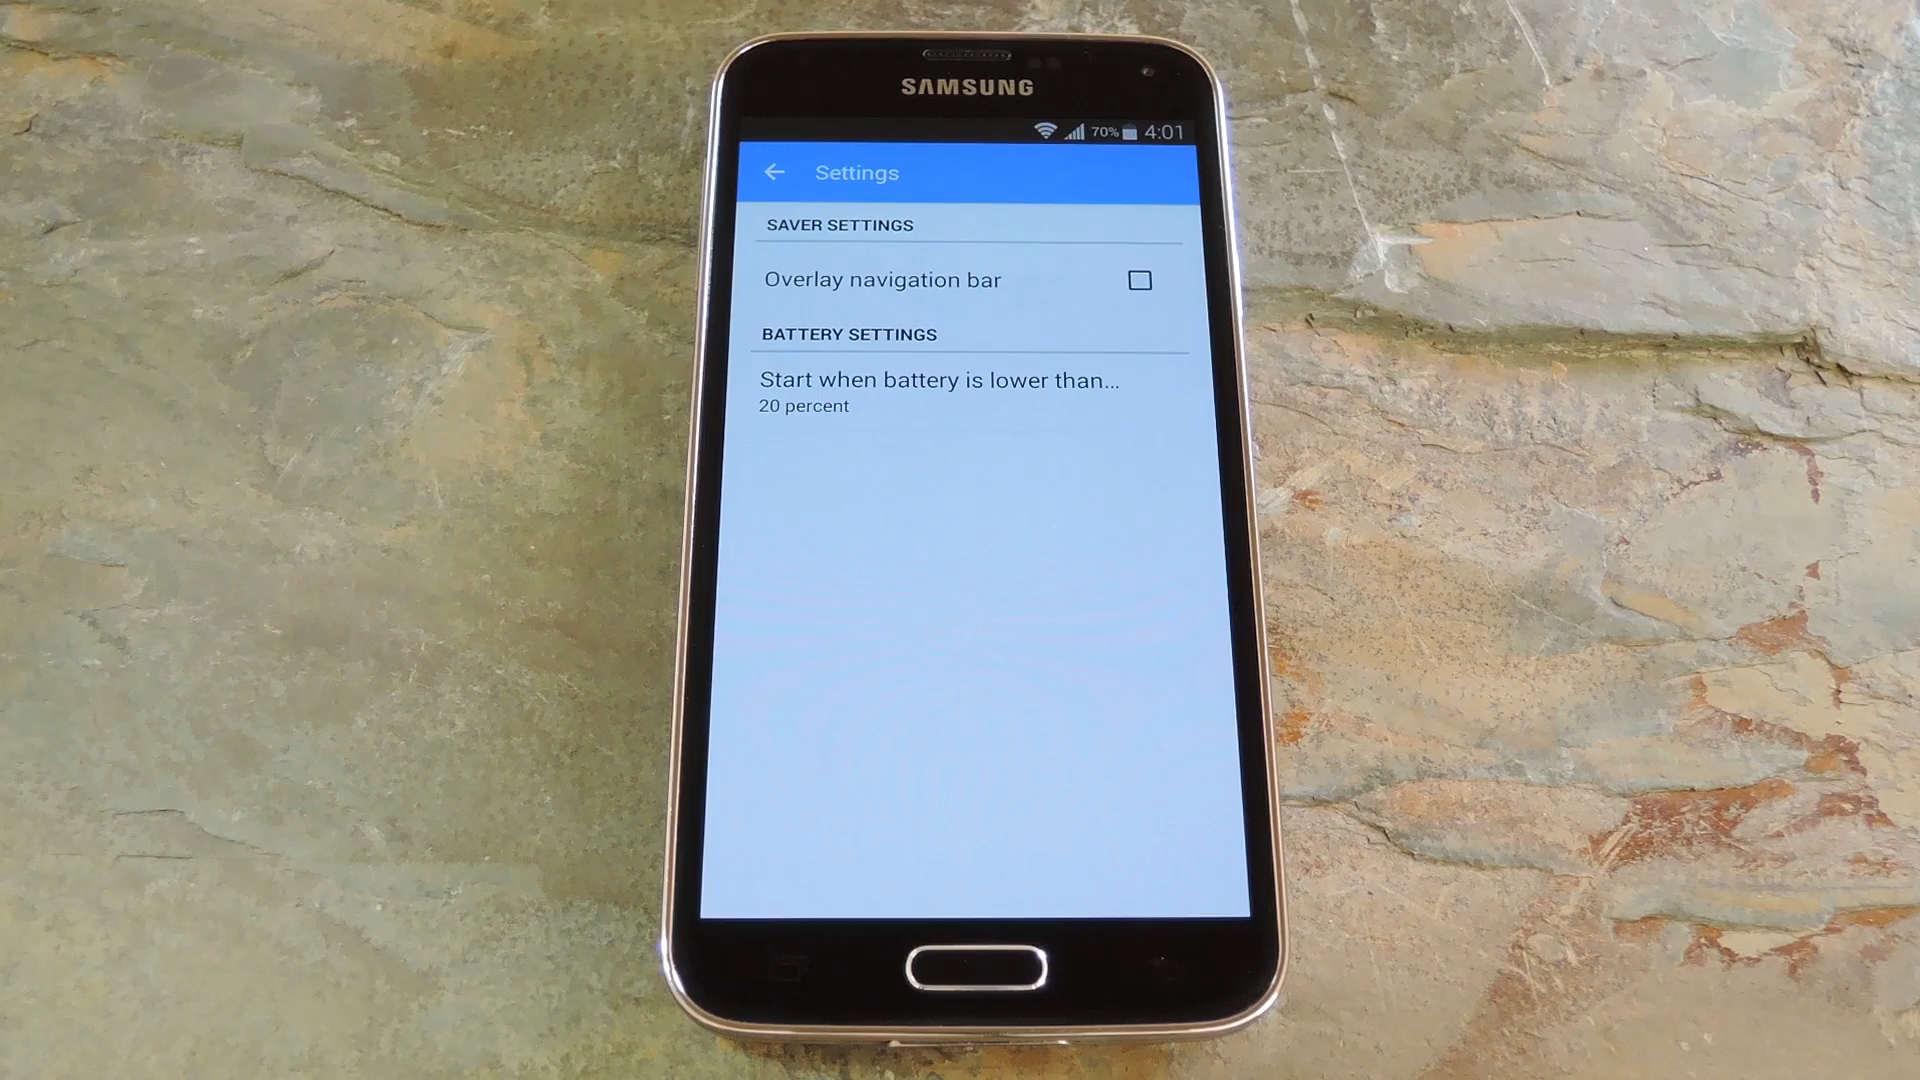 SAMSUNG
70% 4:01
Settings
SAVER SETTINGS
Overlay navigation bar
BATTERY SETTINGS
Start when battery is lower than...
20 percent